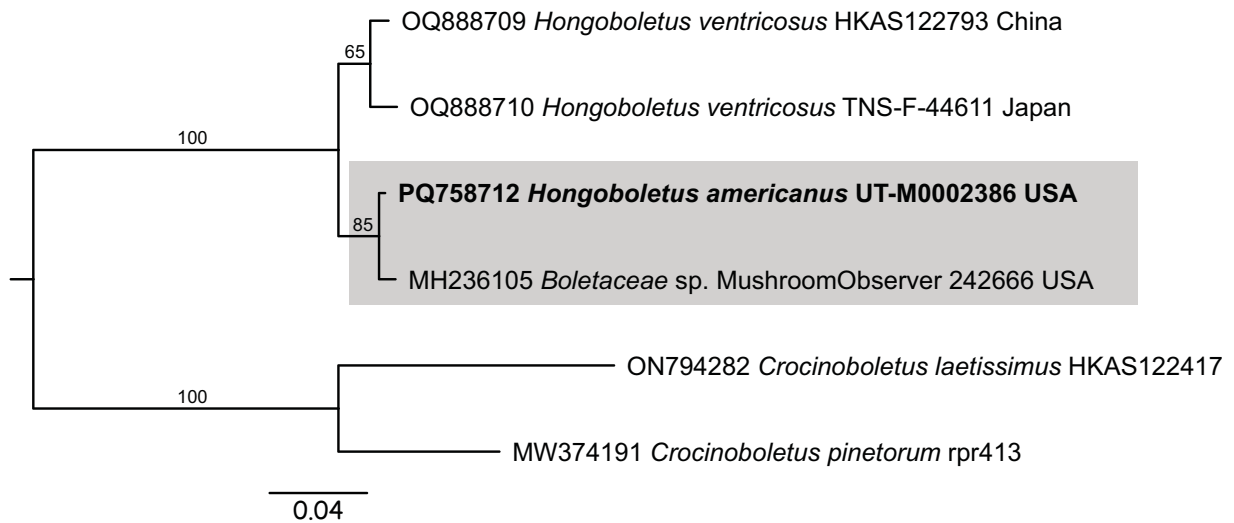 OQ888709 Hongoboletus ventricosus HKAS122793 China
65
OQ888710 Hongoboletus ventricosus TNS-F-44611 Japan
100
PQ758712 Hongoboletus americanus UT-M0002386 USA
85
MH236105 Boletaceae sp. MushroomObserver 242666 USA
ON794282 Crocinoboletus laetissimus HKAS122417
100
MW374191 Crocinoboletus pinetorum rpr413
0.04